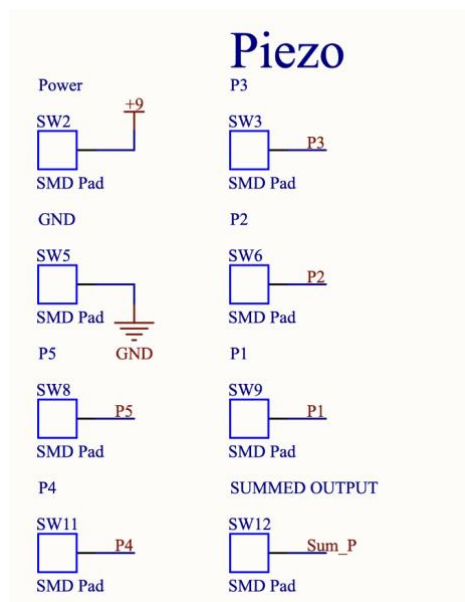 Piezo
Power
+9
SW2
SMD Pad
P3
SW3
P3
SMD Pad
GND
SW5
SMD Pad
GND
P2
SW6
P2
SMD Pad
P5
SW8
P5
SMD Pad
P1
SW9
P1
SMD Pad
P4
SW11
P4
SMD Pad
SUMMED OUTPUT
SW12
Sum_P
SMD Pad